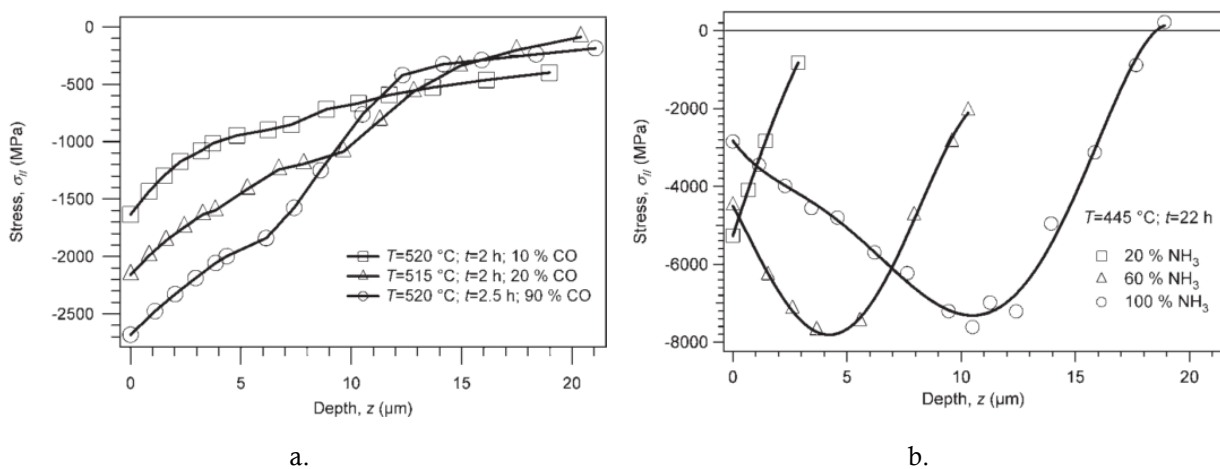 0
-500
-1000
-1500
-2000
-2500
Stress, σ// (MPa)
T=520 °C; t=2 h; 10 % CO
T=515 °C; t=2 h; 20 % CO
T=520 °C; t=2.5 h; 90 % CO
0 5 10 15 20
Depth, z (µm)
a.
0
-2000
-4000
-6000
-8000
Stress, σ// (MPa)
T=445 °C; t=22 h
20 % NH₃
60 % NH₃
100 % NH₃
0 5 10 15 20
Depth, z (µm)
b.